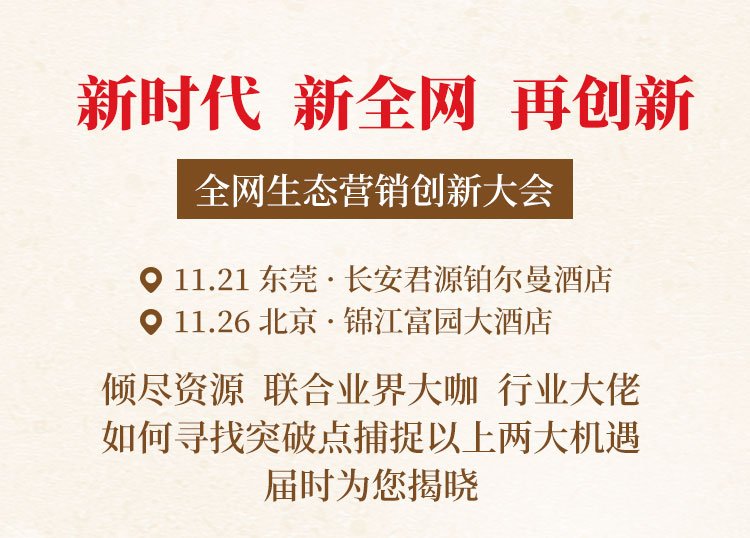 新时代 新全网 再创新
全网生态营销创新大会
11.21 东莞·长安君源铂尔曼酒店
11.26 北京·锦江富园大酒店
倾尽资源 联合业界大咖 行业大佬
如何寻找突破点捕捉以上两大机遇
届时为您揭晓